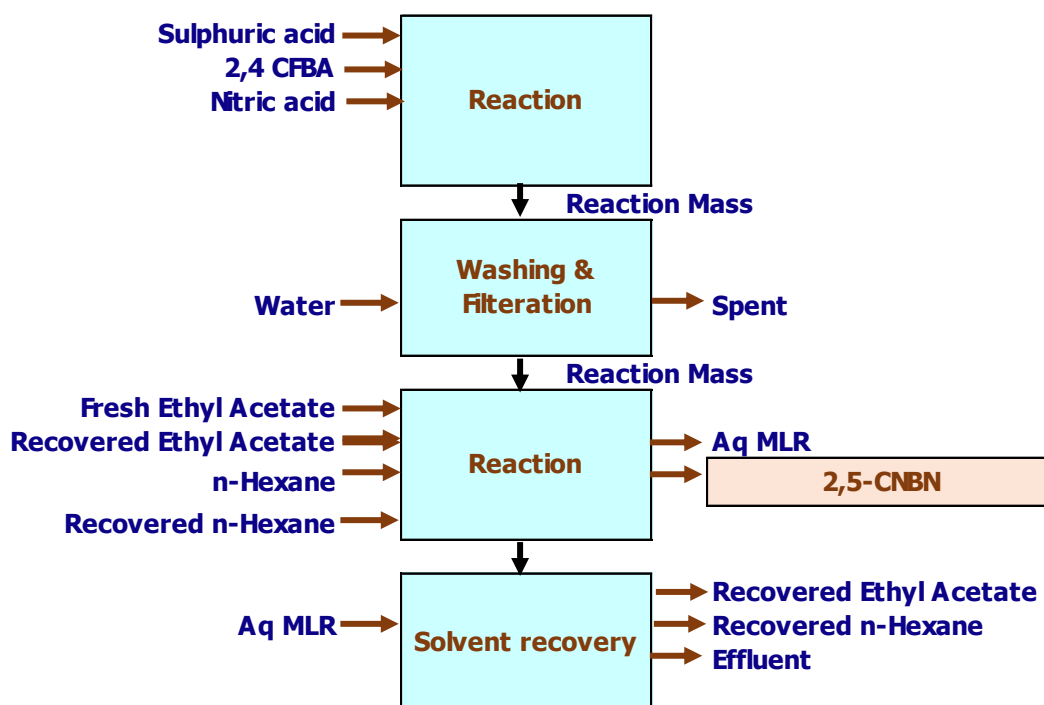 Sulphuric acid
2,4 CFBA
Nitric acid
Reaction
Reaction Mass
Washing &
Filteration
Water
Spent
Reaction Mass
Fresh Ethyl Acetate
Recovered Ethyl Acetate
n-Hexane
Recovered n-Hexane
Reaction
Aq MLR
2,5-CNBN
Aq MLR
Solvent recovery
Recovered Ethyl Acetate
Recovered n-Hexane
Effluent